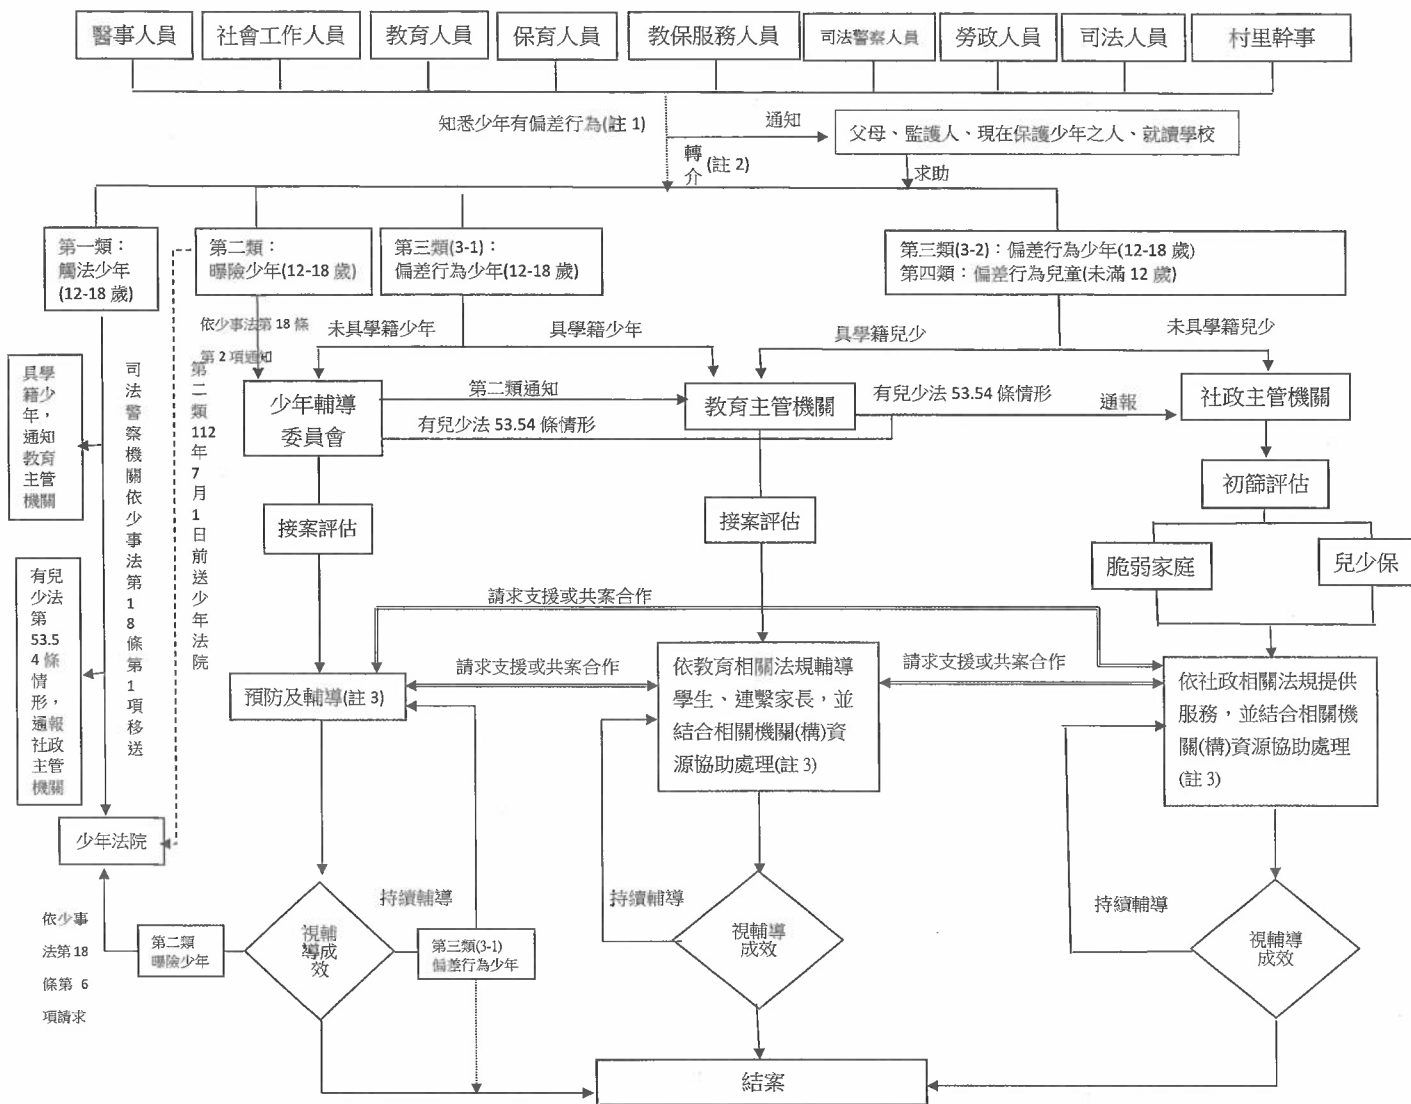 醫事人員
社會工作人員
教育人員
保育人員
教保服務人員
司法警察人員
勞政人員
司法人員
村里幹事
知悉少年有偏差行為(註 1)
通知
父母、監護人、現在保護少年之人、就讀學校
轉介
(註 2)
求助
第一類：
觸法少年
(12-18 歲)
第二類：
曝險少年(12-18 歲)
第三類(3-1)：
偏差行為少年(12-18 歲)
第三類(3-2)：偏差行為少年(12-18 歲)
第四類：偏差行為兒童(未滿 12 歲)
依少事法第 18 條
第 2 項通知
未具學籍少年
具學籍少年
具學籍兒少
未具學籍兒少
具學
籍少
年，
通知
教育
主管
機關
司法警察機關依少事法第18條第1項移送
第二類112年7月1日前送少年法院
少年輔導
委員會
第二類通知
有兒少法 53.54 條情形
教育主管機關
有兒少法 53.54 條情形
通報
社政主管機關
初篩評估
接案評估
接案評估
脆弱家庭
兒少保
有兒
少法
第
53.5
4 條
情
形，
通報
社政
主管
機關
請求支援或共案合作
請求支援或共案合作
請求支援或共案合作
預防及輔導(註 3)
依教育相關法規輔導
學生、連繫家長，並
結合相關機關(構)資
源協助處理(註 3)
依社政相關法規提供
服務，並結合相關機
關(構)資源協助處理
(註 3)
少年法院
持續輔導
持續輔導
持續輔導
依少事
法第 18
條第 6
項請求
第二類
曝險少年
視輔
導成
效
第三類(3-1)
偏差行為少年
視輔導
成效
視輔導
成效
結案